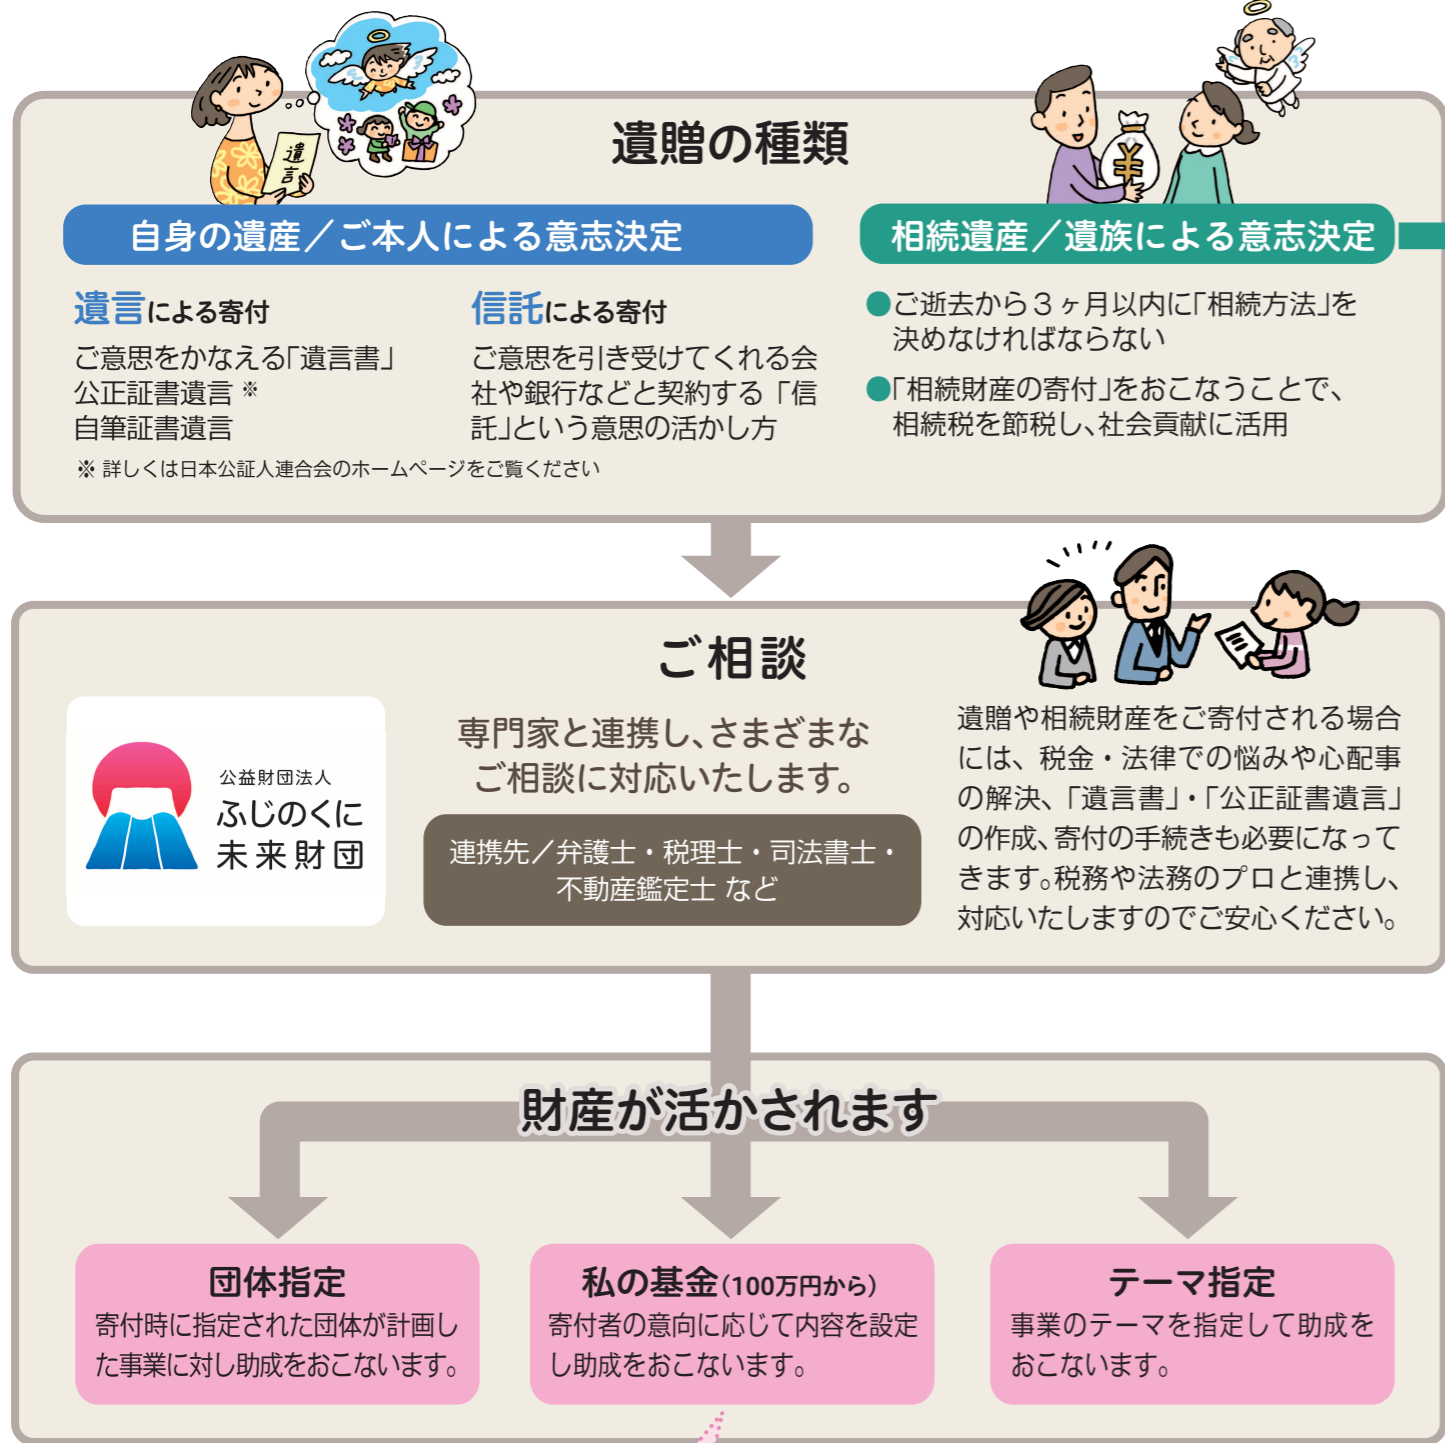 遺贈の種類
遺言
自身の遺産／ご本人による意志決定
遺言による寄付
ご意思をかなえる「遺言書」
公正証書遺言 ※
自筆証書遺言
信託による寄付
ご意思を引き受けてくれる会
社や銀行などと契約する「信
託」という意思の活かし方
※ 詳しくは日本公証人連合会のホームページをご覧ください
¥
相続遺産／遺族による意志決定
●ご逝去から３ヶ月以内に「相続方法」を
決めなければならない
●「相続財産の寄付」をおこなうことで、
相続税を節税し、社会貢献に活用
ご相談
公益財団法人
ふじのくに
未来財団
専門家と連携し、さまざまな
ご相談に対応いたします。
連携先／弁護士・税理士・司法書士・
不動産鑑定士 など
遺贈や相続財産をご寄付される場合
には、税金・法律での悩みや心配事
の解決、「遺言書」・「公正証書遺言」
の作成、寄付の手続きも必要になって
きます。税務や法務のプロと連携し、
対応いたしますのでご安心ください。
財産が活かされます
団体指定
寄付時に指定された団体が計画し
た事業に対し助成をおこないます。
私の基金（100万円から）
寄付者の意向に応じて内容を設定
し助成をおこないます。
テーマ指定
事業のテーマを指定して助成を
おこないます。